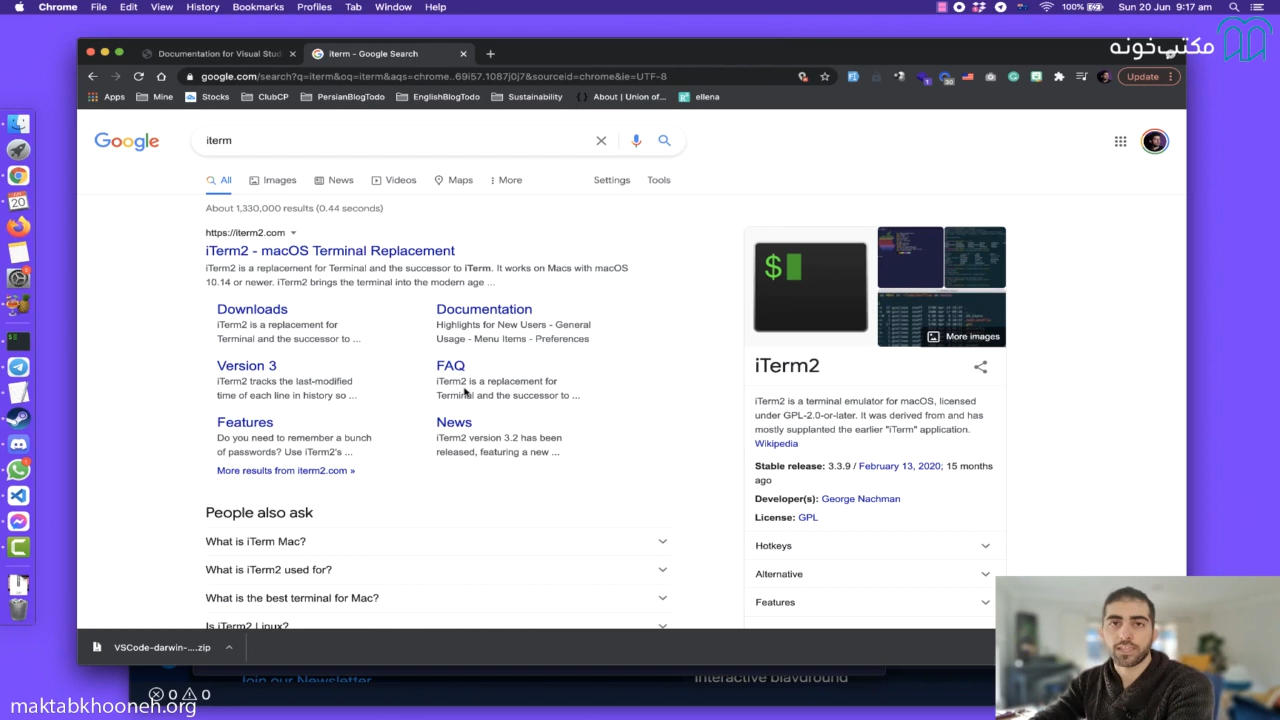 Chrome File Edit View History Bookmarks Profiles Tab Window Help
100% Sun 20 Jun 9:17 am
مکتب‌خونه
Documentation for Visual Stud
iterm - Google Search
google.com/search?q=iterm&oq=iterm&aqs=chrome..69i57.1087j0j7&sourceid=chrome&ie=UTF-8
Update
Apps Mine Stocks ClubCP PersianBlogTodo EnglishBlogTodo Sustainability About | Union of... ellena
Google
iterm
All Images News Videos Maps More Settings Tools
About 1,330,000 results (0.44 seconds)
https://iterm2.com
iTerm2 - macOS Terminal Replacement
iTerm2 is a replacement for Terminal and the successor to iTerm. It works on Macs with macOS
10.14 or newer. iTerm2 brings the terminal into the modern age ...
Downloads
iTerm2 is a replacement for
Terminal and the successor to ...
Documentation
Highlights for New Users - General
Usage - Menu Items - Preferences
Version 3
iTerm2 tracks the last-modified
time of each line in history so ...
FAQ
iTerm2 is a replacement for
Terminal and the successor to ...
Features
Do you need to remember a bunch
of passwords? Use iTerm2's ...
News
iTerm2 version 3.2 has been
released, featuring a new ...
More results from iterm2.com »
People also ask
What is iTerm Mac?
What is iTerm2 used for?
What is the best terminal for Mac?
Is iTerm2 Linux?
$
More images
iTerm2
iTerm2 is a terminal emulator for macOS, licensed
under GPL-2.0-or-later. It was derived from and has
mostly supplanted the earlier "iTerm" application.
Wikipedia
Stable release: 3.3.9 / February 13, 2020; 15 months
ago
Developer(s): George Nachman
License: GPL
Hotkeys
Alternative
Features
VSCode-darwin-....zip
Join our Newsletter
Interactive playground
0 0
maktabkhooneh.org